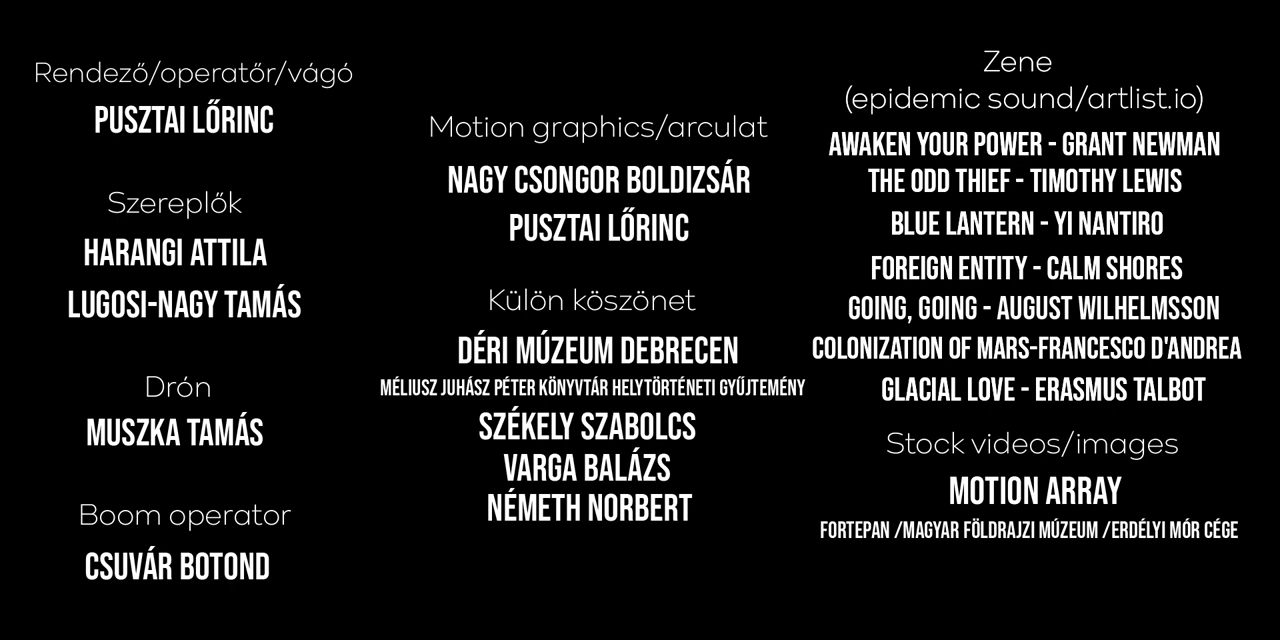 Rendező/operatőr/vágó
PUSZTAI LŐRINC
Szereplők
HARANGI ATTILA
LUGOSI-NAGY TAMÁS
Drón
MUSZKA TAMÁS
Boom operator
CSUVÁR BOTOND
Motion graphics/arculat
NAGY CSONGOR BOLDIZSÁR
PUSZTAI LŐRINC
Külön köszönet
DÉRI MÚZEUM DEBRECEN
MÉLIUSZ JUHÁSZ PÉTER KÖNYVTÁR HELYTÖRTÉNETI GYŰJTEMÉNY
SZÉKELY SZABOLCS
VARGA BALÁZS
NÉMETH NORBERT
Zene
(epidemic sound/artlist.io)
AWAKEN YOUR POWER - GRANT NEWMAN
THE ODD THIEF - TIMOTHY LEWIS
BLUE LANTERN - YI NANTIRO
FOREIGN ENTITY - CALM SHORES
GOING, GOING - AUGUST WILHELMSSON
COLONIZATION OF MARS-FRANCESCO D'ANDREA
GLACIAL LOVE - ERASMUS TALBOT
Stock videos/images
MOTION ARRAY
FORTEPAN /MAGYAR FÖLDRAJZI MÚZEUM /ERDÉLYI MÓR CÉGE